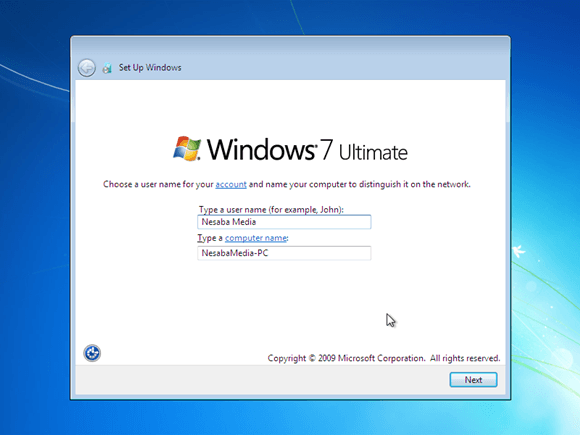 Set Up Windows
Windows® 7 Ultimate
Choose a user name for your account and name your computer to distinguish it on the network.
Type a user name (for example, John):
Nesaba Media
Type a computer name:
NesabaMedia-PC
Copyright © 2009 Microsoft Corporation. All rights reserved.
Next